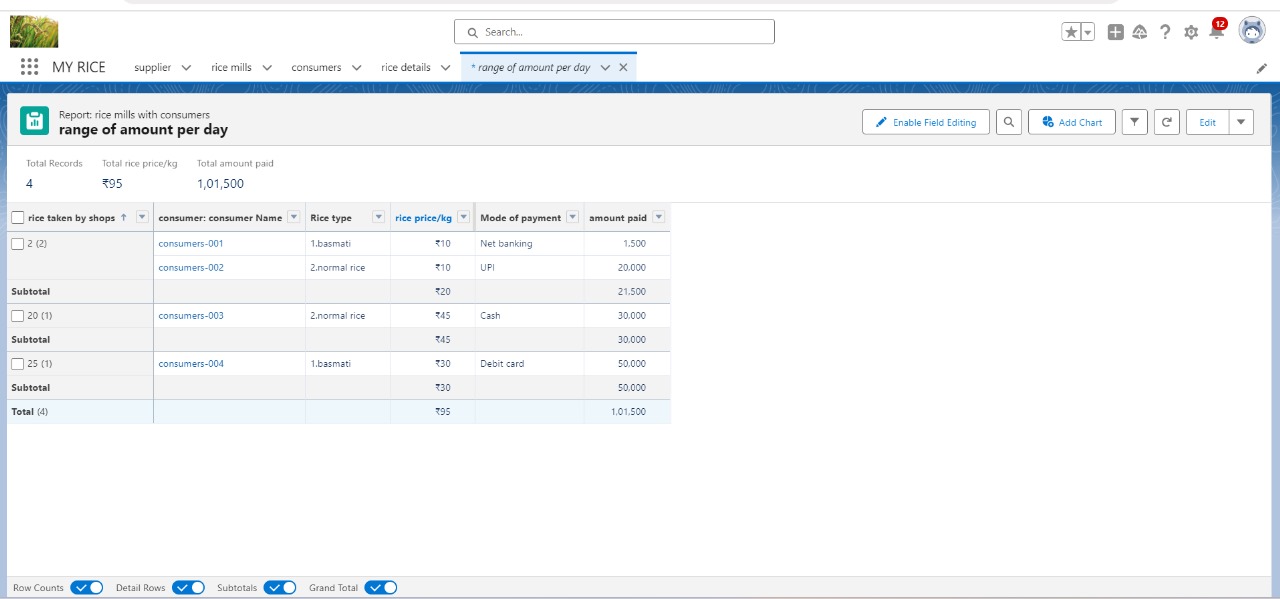 Search...
12
MY RICE supplier rice mills consumers rice details * range of amount per day
Report: rice mills with consumers
range of amount per day
Enable Field Editing Add Chart Edit
Total Records Total rice price/kg Total amount paid
4 ₹95 1,01,500
rice taken by shops ↑ consumer: consumer Name Rice type rice price/kg Mode of payment amount paid
2 (2) consumers-001 1.basmati ₹10 Net banking 1,500
consumers-002 2.normal rice ₹10 UPI 20,000
Subtotal ₹20 21,500
20 (1) consumers-003 2.normal rice ₹45 Cash 30,000
Subtotal ₹45 30,000
25 (1) consumers-004 1.basmati ₹30 Debit card 50,000
Subtotal ₹30 50,000
Total (4) ₹95 1,01,500
Row Counts Detail Rows Subtotals Grand Total